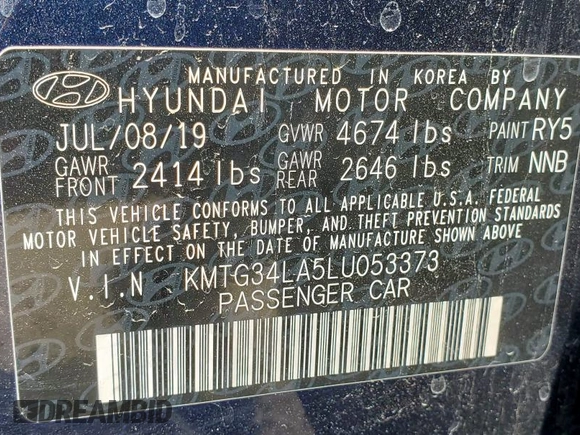 MANUFACTURED IN KOREA BY
HYUNDAI MOTOR COMPANY
JUL/08/19 GVWR 4674 lbs PAINT RY5
GAWR FRONT 2414 lbs GAWR REAR 2646 lbs TRIM NNB
THIS VEHICLE CONFORMS TO ALL APPLICABLE U.S.A. FEDERAL
MOTOR VEHICLE SAFETY, BUMPER, AND THEFT PREVENTION STANDARDS
IN EFFECT ON THE DATE OF MANUFACTURE SHOWN ABOVE.
V.I.N KMTG34LA5LU053373
PASSENGER CAR
DREAMBID